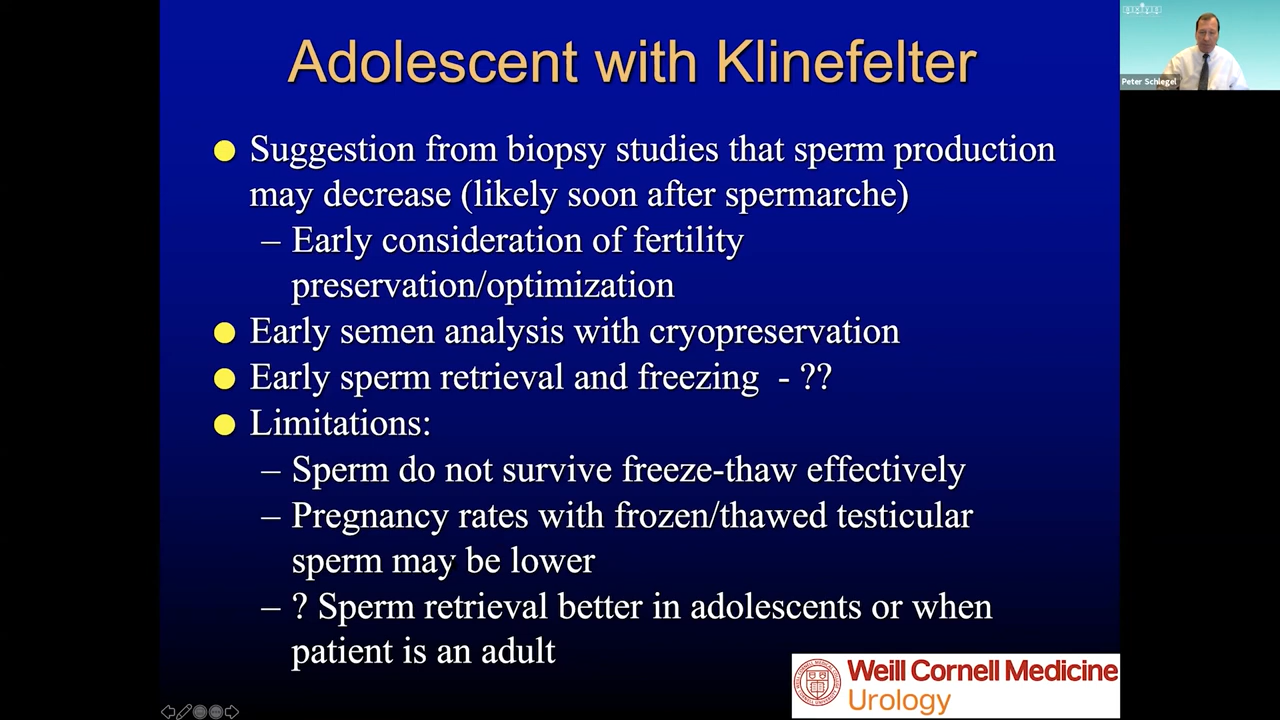 Adolescent with Klinefelter
Peter Schlegel
Suggestion from biopsy studies that sperm production
may decrease (likely soon after spermarche)
– Early consideration of fertility
preservation/optimization
Early semen analysis with cryopreservation
Early sperm retrieval and freezing - ??
Limitations:
– Sperm do not survive freeze-thaw effectively
– Pregnancy rates with frozen/thawed testicular
sperm may be lower
– ? Sperm retrieval better in adolescents or when
patient is an adult
Weill Cornell Medicine
Urology